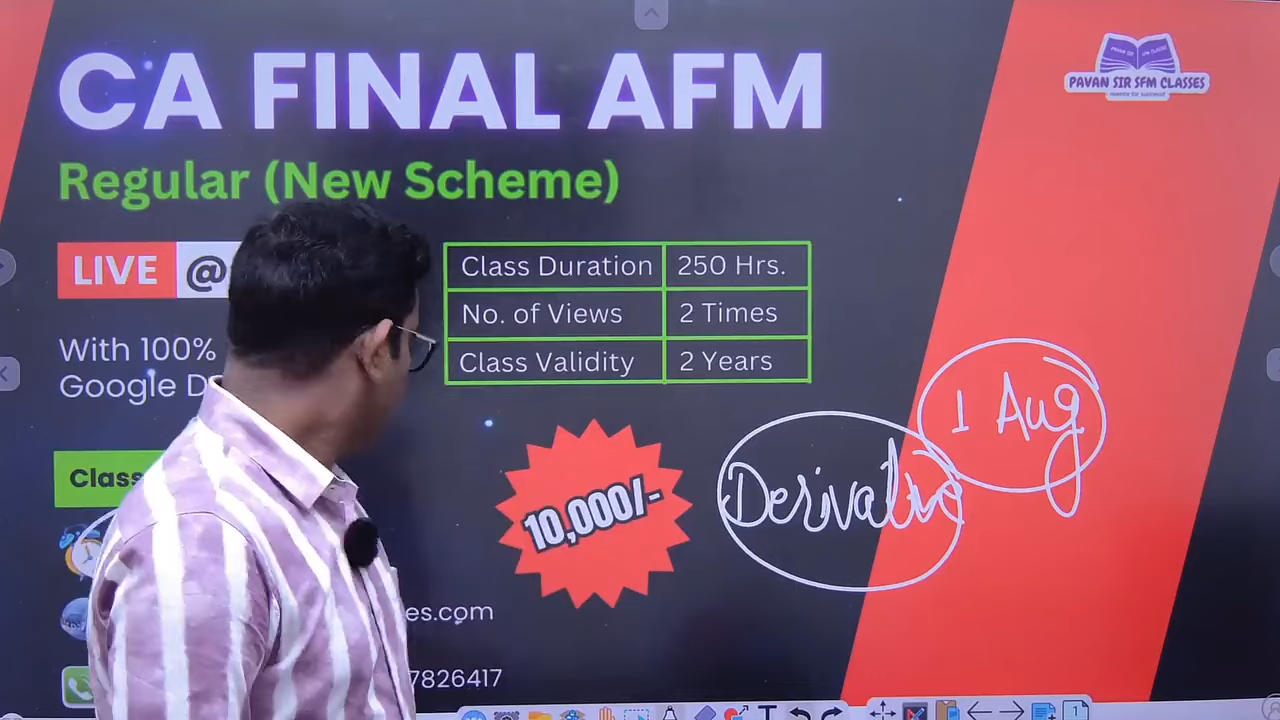 CA FINAL AFM
PAVAN SIR SFM CLASSES
Regular (New Scheme)
LIVE @
Class Duration 250 Hrs.
No. of Views 2 Times
Class Validity 2 Years
With 100%
Google D
1 Aug
Class
10,000/-
Derivative
es.com
7826417
1